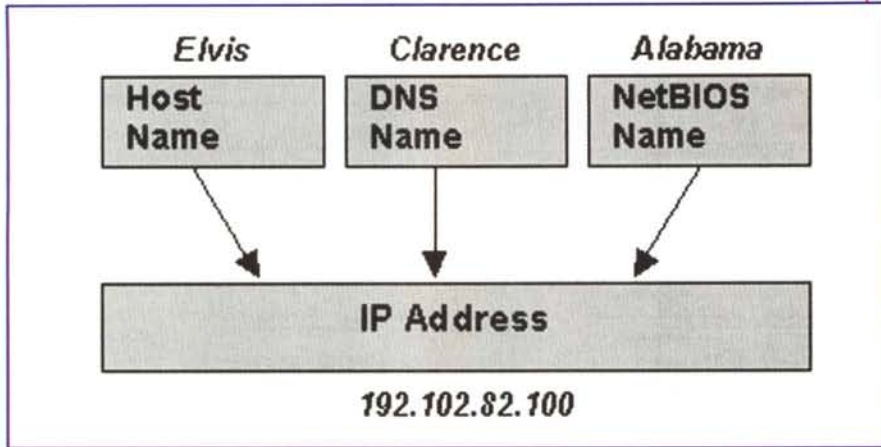 Elvis Clarence Alabama
Host DNS NetBIOS
Name Name Name
IP Address
192.102.82.100